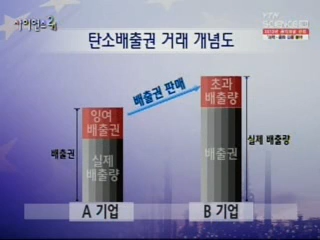 사이언스
YTN
science
탄소배출권 거래 개념도
배출권 판매
잉여
배출권
초과
배출량
배출권
실제
배출량
배출권
실제 배출량
A 기업
B 기업